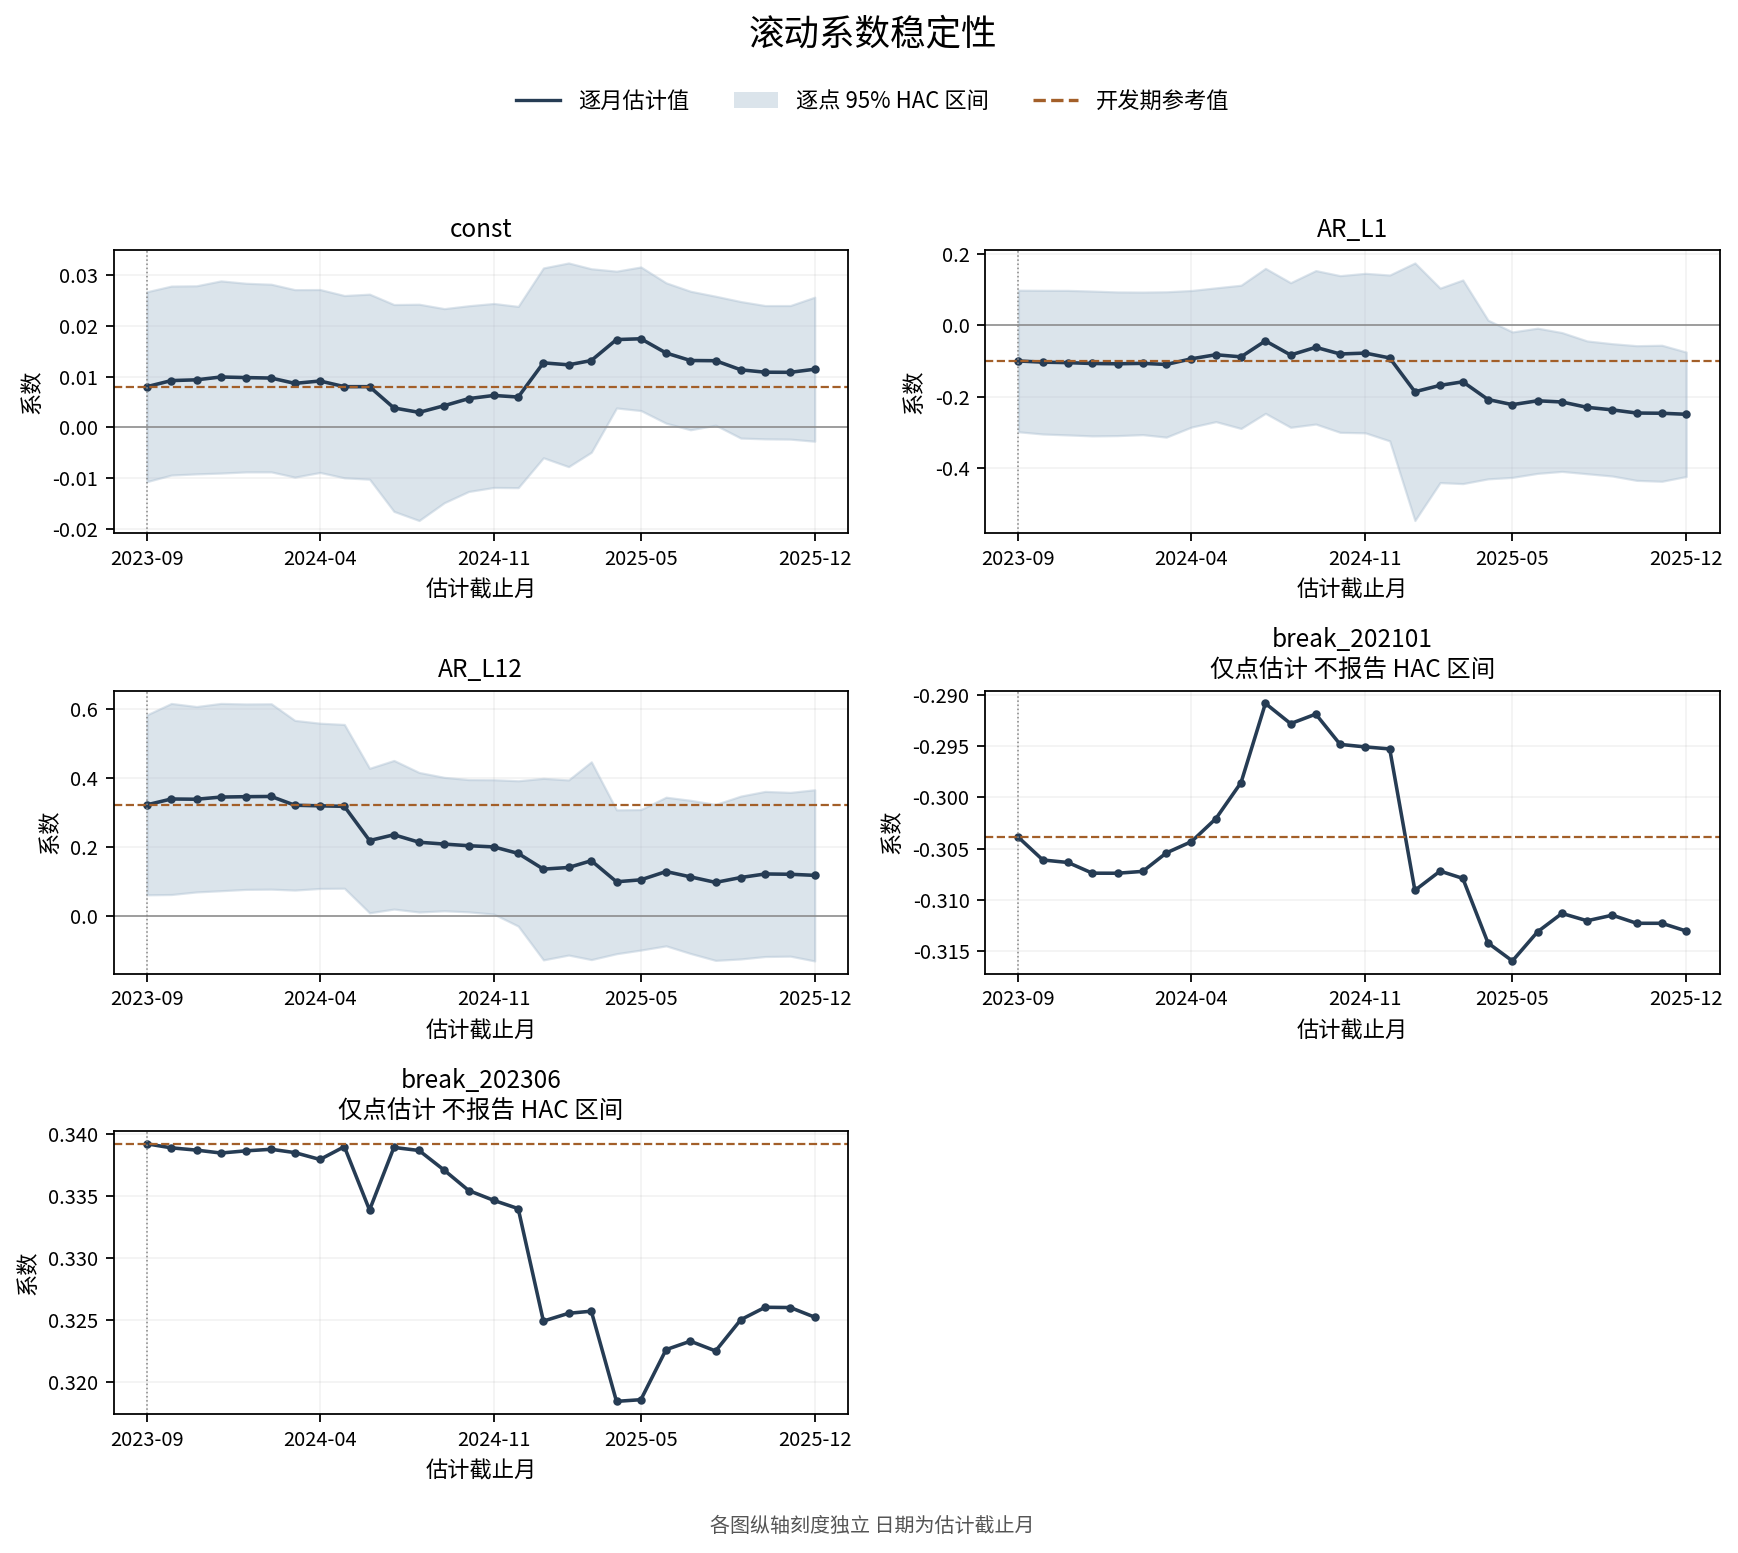 滚动系数稳定性
逐月估计值 逐点 95% HAC 区间 开发期参考值
const
系数
0.03
0.02
0.01
0.00
-0.01
-0.02
2023-09 2024-04 2024-11 2025-05 2025-12
估计截止月
AR_L1
系数
0.2
0.0
-0.2
-0.4
2023-09 2024-04 2024-11 2025-05 2025-12
估计截止月
AR_L12
系数
0.6
0.4
0.2
0.0
2023-09 2024-04 2024-11 2025-05 2025-12
估计截止月
break_202101
仅点估计 不报告 HAC 区间
系数
-0.290
-0.295
-0.300
-0.305
-0.310
-0.315
2023-09 2024-04 2024-11 2025-05 2025-12
估计截止月
break_202306
仅点估计 不报告 HAC 区间
系数
0.340
0.335
0.330
0.325
0.320
2023-09 2024-04 2024-11 2025-05 2025-12
估计截止月
各图纵轴刻度独立 日期为估计截止月